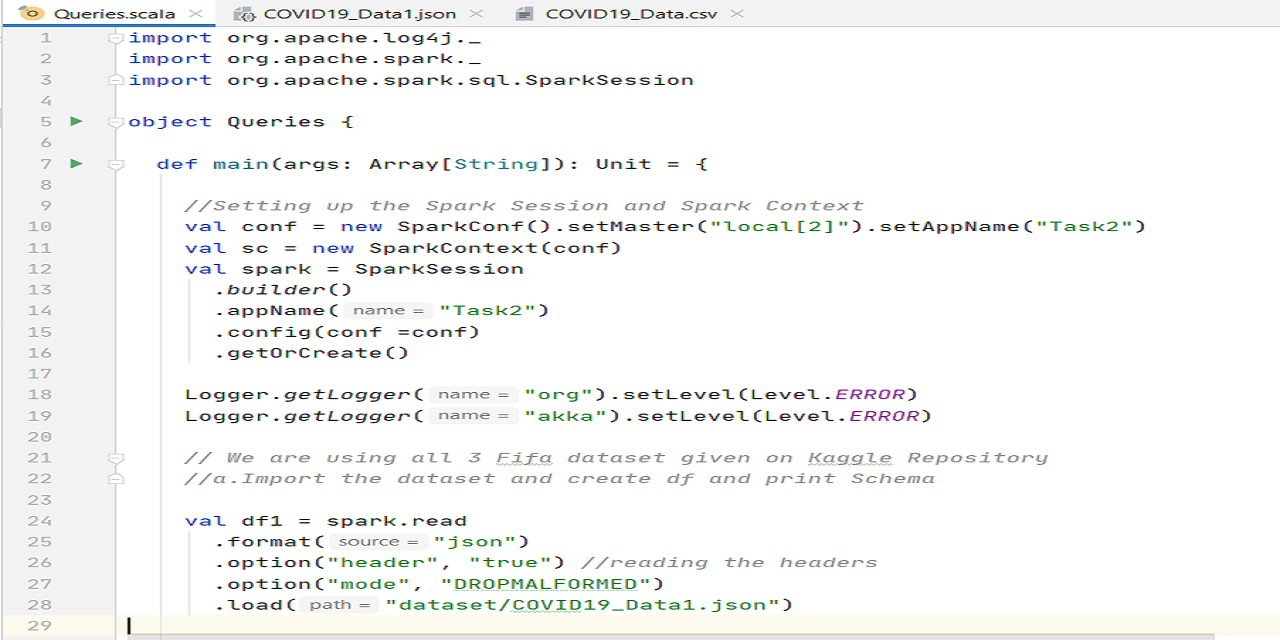 Queries.scala COVID19_Data1.json COVID19_Data.csv
1 import org.apache.log4j._
2 import org.apache.spark._
3 import org.apache.spark.sql.SparkSession
4
5 object Queries {
6
7 def main(args: Array[String]): Unit = {
8
9 //Setting up the Spark Session and Spark Context
10 val conf = new SparkConf().setMaster("local[2]").setAppName("Task2")
11 val sc = new SparkContext(conf)
12 val spark = SparkSession
13 .builder()
14 .appName( name = "Task2")
15 .config(conf =conf)
16 .getOrCreate()
17
18 Logger.getLogger( name = "org").setLevel(Level.ERROR)
19 Logger.getLogger( name = "akka").setLevel(Level.ERROR)
20
21 // We are using all 3 Fifa dataset given on Kaggle Repository
22 //a.Import the dataset and create df and print Schema
23
24 val df1 = spark.read
25 .format( source = "json")
26 .option("header", "true") //reading the headers
27 .option("mode", "DROPMALFORMED")
28 .load( path = "dataset/COVID19_Data1.json")
29